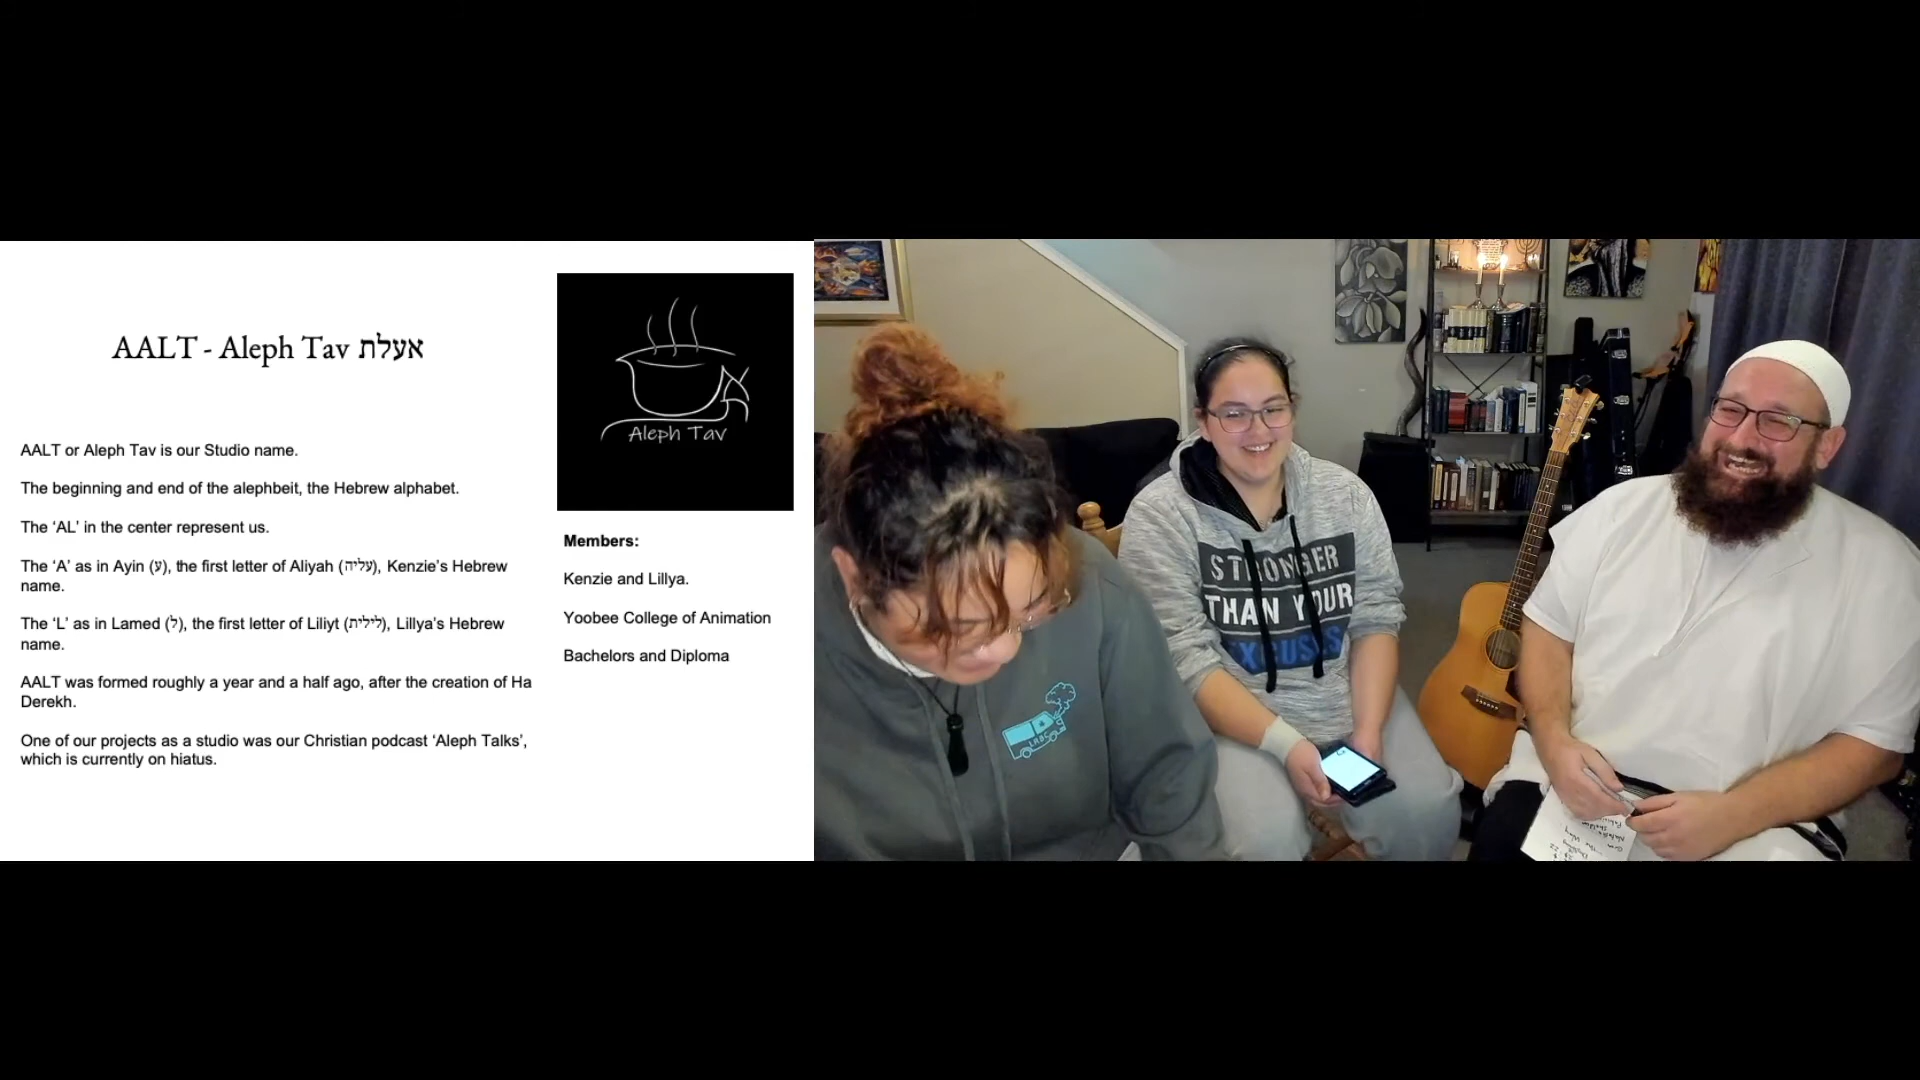 AALT - Aleph Tav אעלת
AALT or Aleph Tav is our Studio name.
The beginning and end of the alephbeit, the Hebrew alphabet.
The ‘AL’ in the center represent us.
The ‘A’ as in Ayin (ע), the first letter of Aliyah (עליה), Kenzie’s Hebrew
name.
The ‘L’ as in Lamed (ל), the first letter of Liliyt (לילית), Lillya’s Hebrew
name.
AALT was formed roughly a year and a half ago, after the creation of Ha
Derekh.
One of our projects as a studio was our Christian podcast ‘Aleph Talks’,
which is currently on hiatus.
Aleph Tav
Members:
Kenzie and Lillya.
Yoobee College of Animation
Bachelors and Diploma
LABC
STRONGER
THAN YOUR
EXCUSES